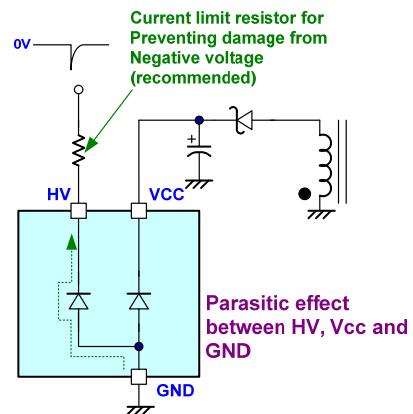 Current limit resistor for
Preventing damage from
Negative voltage
(recommended)
0V
+
HV
VCC
Parasitic effect
between HV, Vcc and
GND
GND